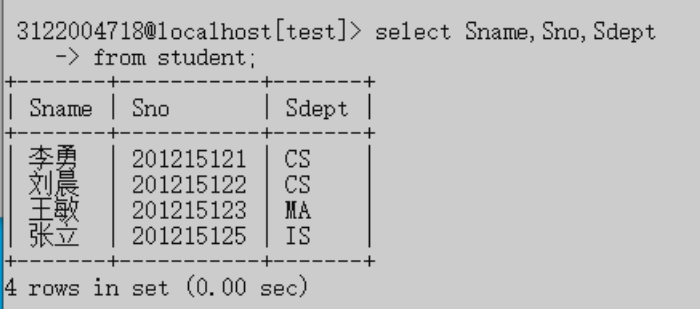 3122004718@localhost[test]> select Sname,Sno,Sdept
    -> from student;
+-------+-----------+-------+
| Sname | Sno       | Sdept |
+-------+-----------+-------+
| 李勇 | 201215121 | CS    |
| 刘晨 | 201215122 | CS    |
| 王敏 | 201215123 | MA    |
| 张立 | 201215125 | IS    |
+-------+-----------+-------+
4 rows in set (0.00 sec)